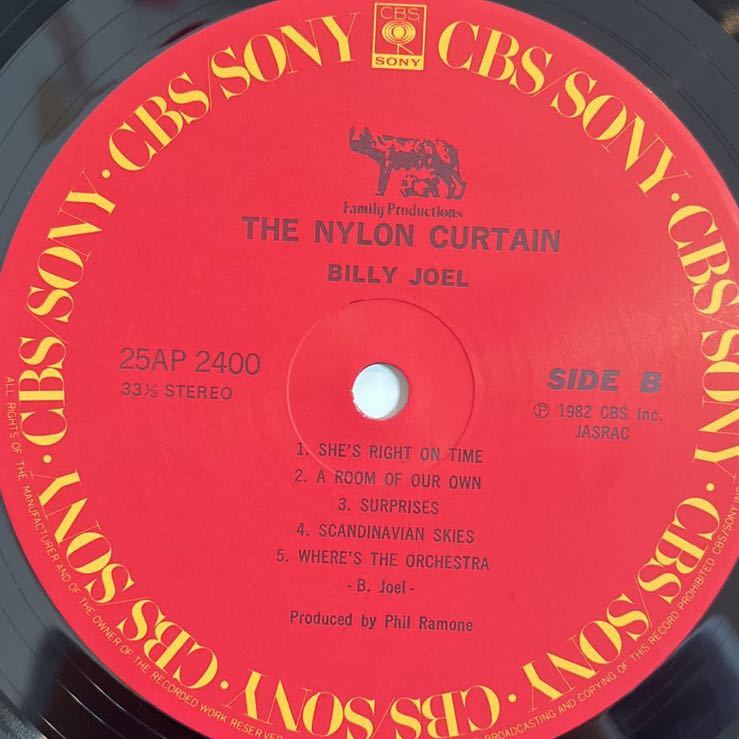 CBS
SONY
CBS/SONY · CBS/SONY · CBS/SONY · CBS/SONY · CBS/SONY · CBS/SONY · CBS/SONY · CBS/SONY
Family Productions
THE NYLON CURTAIN
BILLY JOEL
25AP 2400
33⅓ STEREO
SIDE B
Ⓟ 1982 CBS Inc.
JASRAC
1. SHE'S RIGHT ON TIME
2. A ROOM OF OUR OWN
3. SURPRISES
4. SCANDINAVIAN SKIES
5. WHERE'S THE ORCHESTRA
- B. Joel -
Produced by Phil Ramone
ALL RIGHTS OF THE MANUFACTURER AND OF THE OWNER OF THE RECORDED WORK RESERVED
BROADCASTING AND COPYING OF THIS RECORD PROHIBITED CBS/SONY INC.